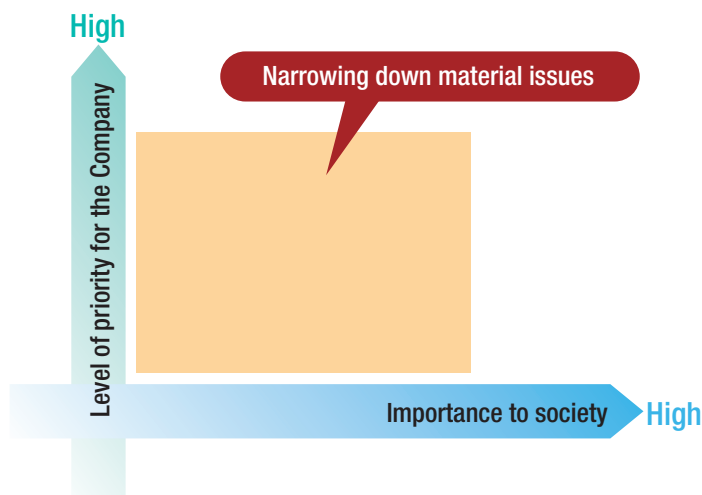 High
Narrowing down material issues
Level of priority for the Company
Importance to society
High